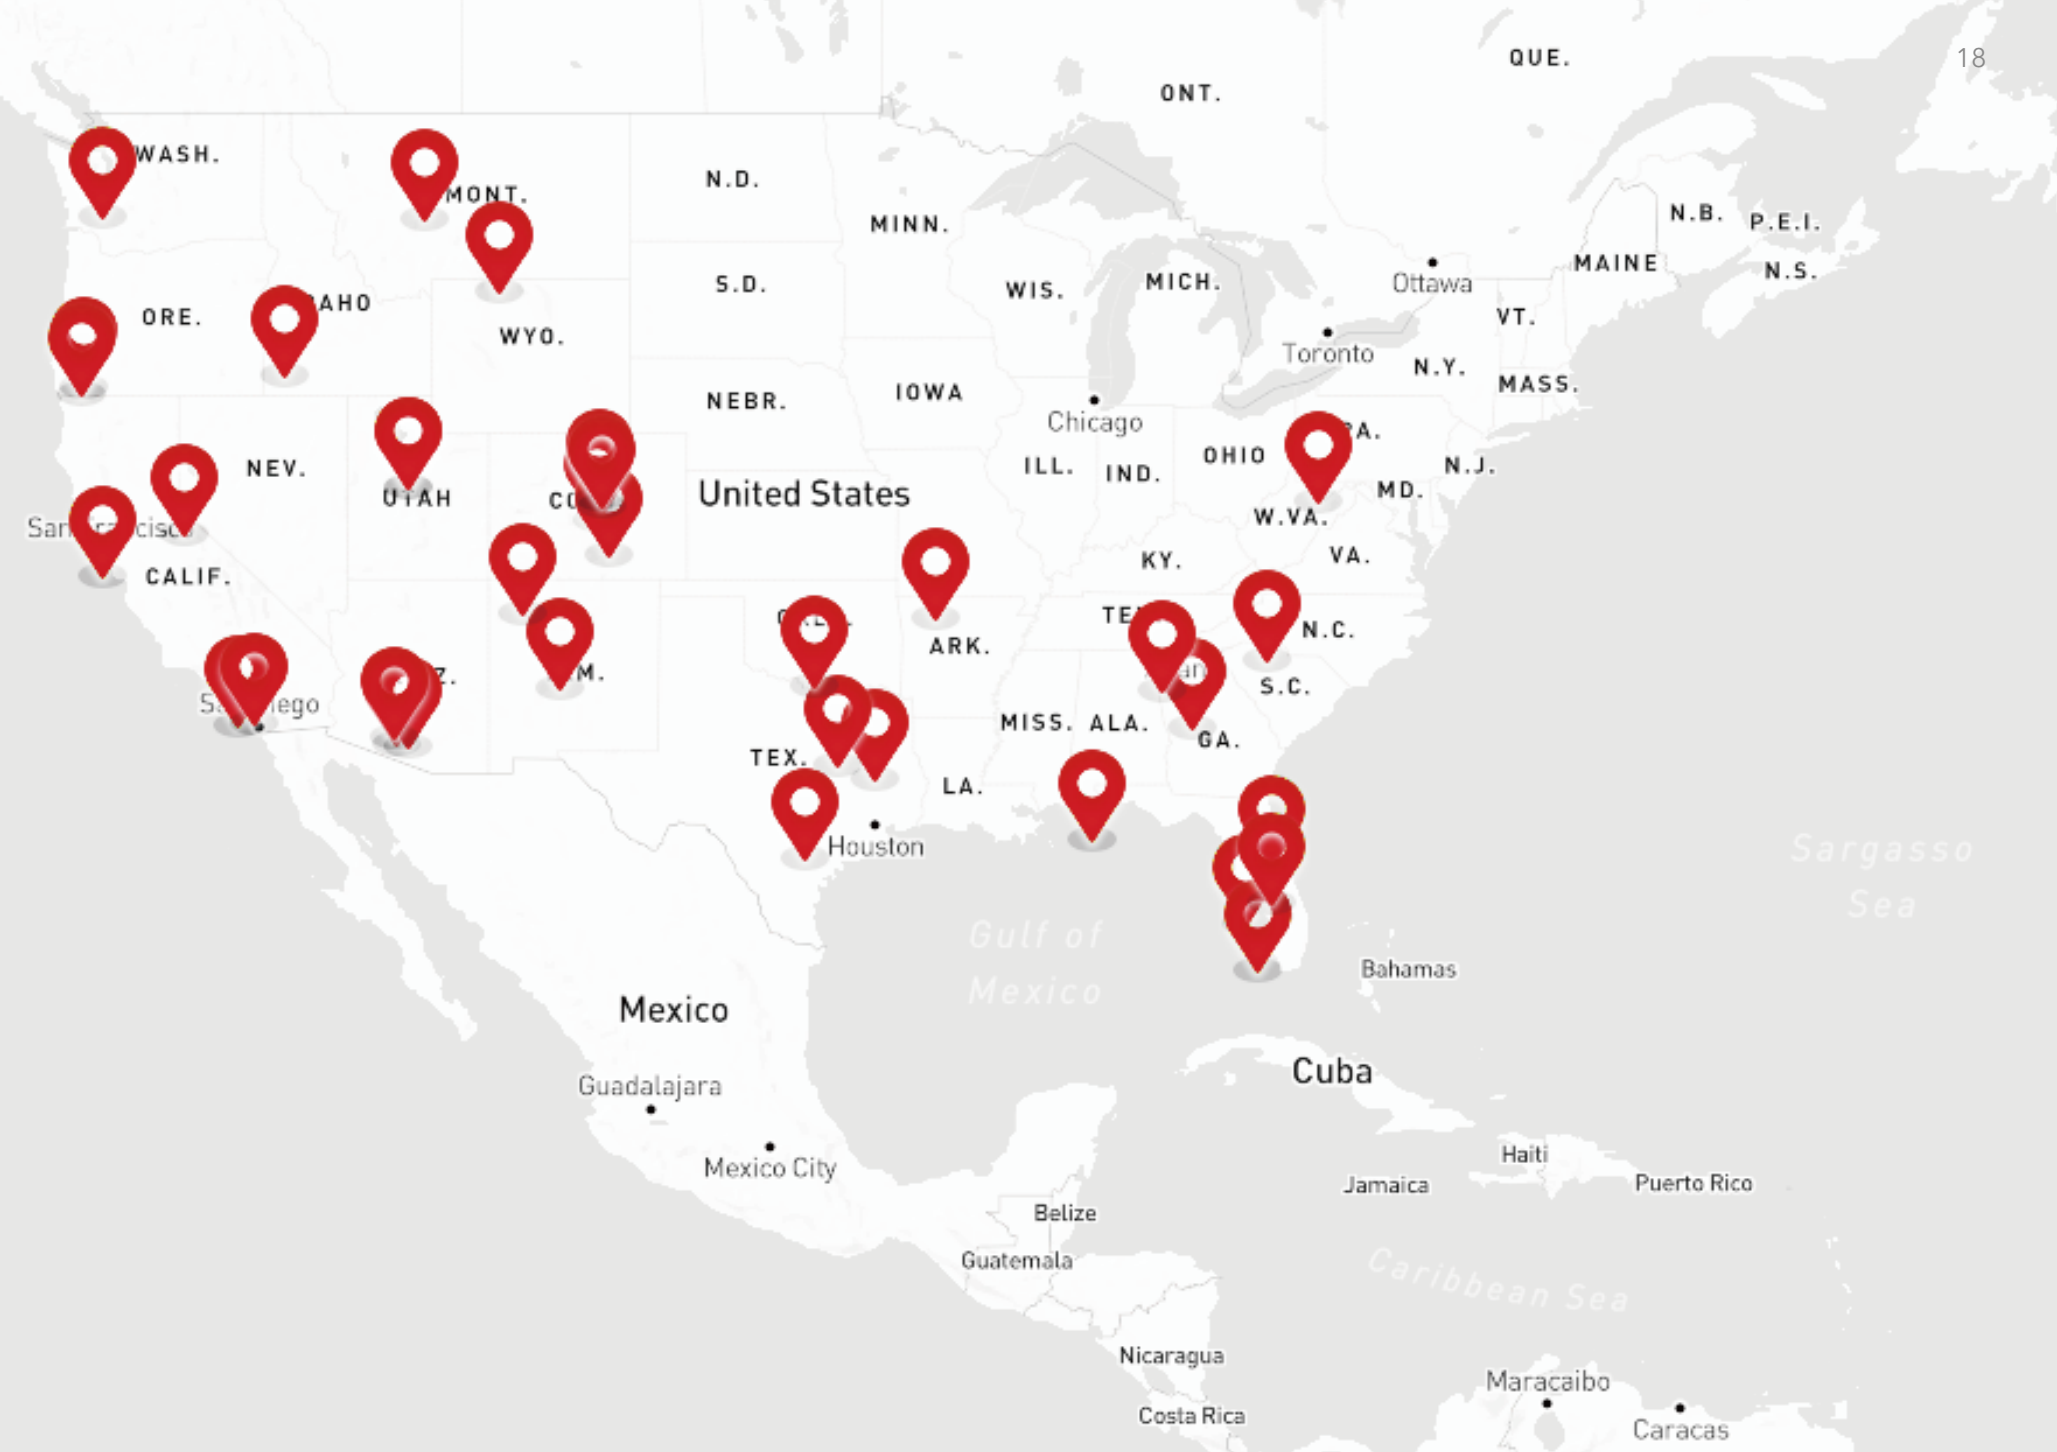 18
QUE.
ONT.
WASH.
MONT.
N.D.
MINN.
N.B.
P.E.I.
MAINE
N.S.
Ottawa
S.D.
WIS.
MICH.
ORE.
WYO.
VT.
Toronto
N.Y.
MASS.
NEBR.
IOWA
Chicago
OHIO
N.J.
NEV.
UTAH
United States
ILL.
IND.
MD.
W.VA.
CALIF.
KY.
VA.
N.C.
ARK.
S.C.
MISS.
ALA.
GA.
TEX.
LA.
Houston
Sargasso
Sea
Gulf of
Mexico
Bahamas
Mexico
Cuba
Guadalajara
Mexico City
Haiti
Jamaica
Puerto Rico
Belize
Guatemala
Caribbean Sea
Nicaragua
Maracaibo
Costa Rica
Caracas